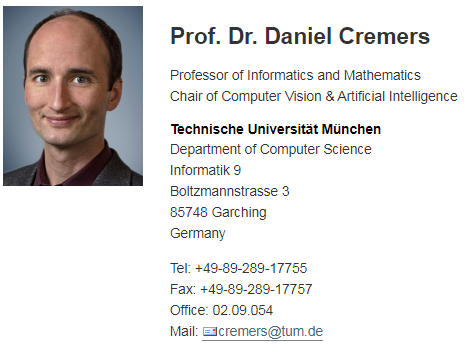 Prof. Dr. Daniel Cremers
Professor of Informatics and Mathematics
Chair of Computer Vision & Artificial Intelligence
Technische Universität München
Department of Computer Science
Informatik 9
Boltzmannstrasse 3
85748 Garching
Germany
Tel: +49-89-289-17755
Fax: +49-89-289-17757
Office: 02.09.054
Mail: cremers@tum.de